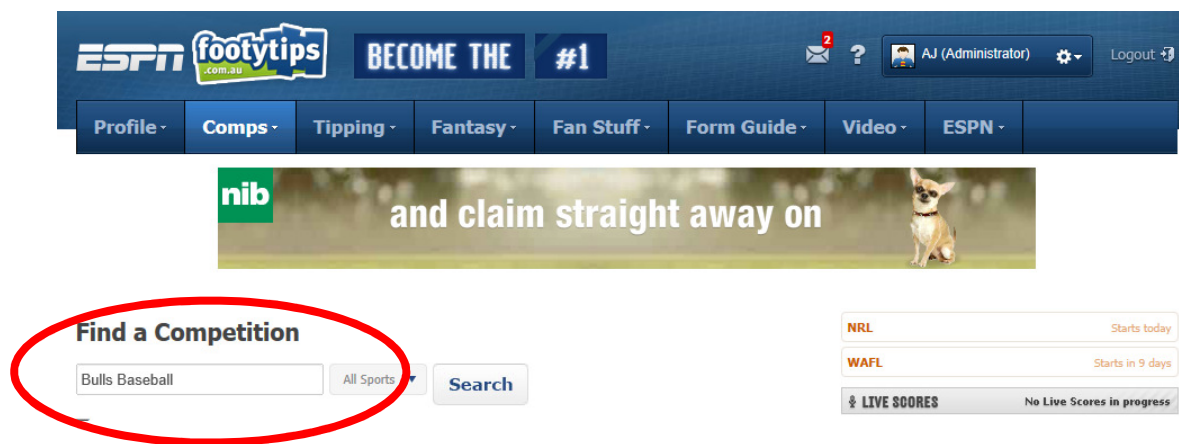 ESPN footytips .com.au BECOME THE #1 2 ? AJ (Administrator) Logout
Profile Comps Tipping Fantasy Fan Stuff Form Guide Video ESPN
nib
and claim straight away on
Find a Competition
Bulls Baseball All Sports Search
NRL Starts today
WAFL Starts in 9 days
LIVE SCORES No Live Scores in progress